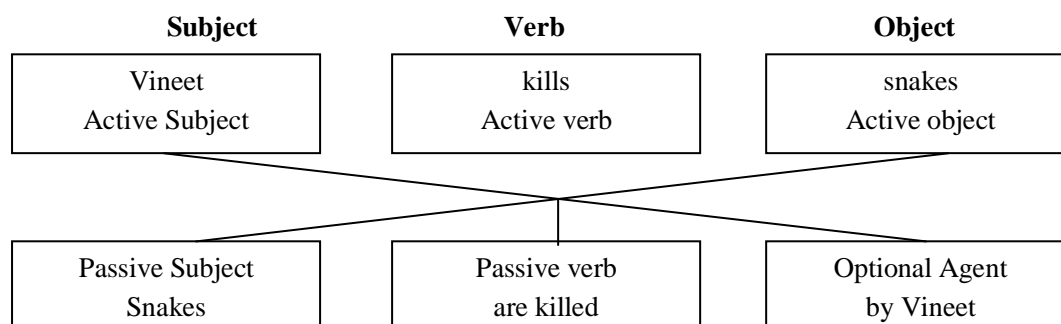 Subject Verb Object
Vineet kills snakes
Active Subject Active verb Active object
Passive Subject Passive verb Optional Agent
Snakes are killed by Vineet